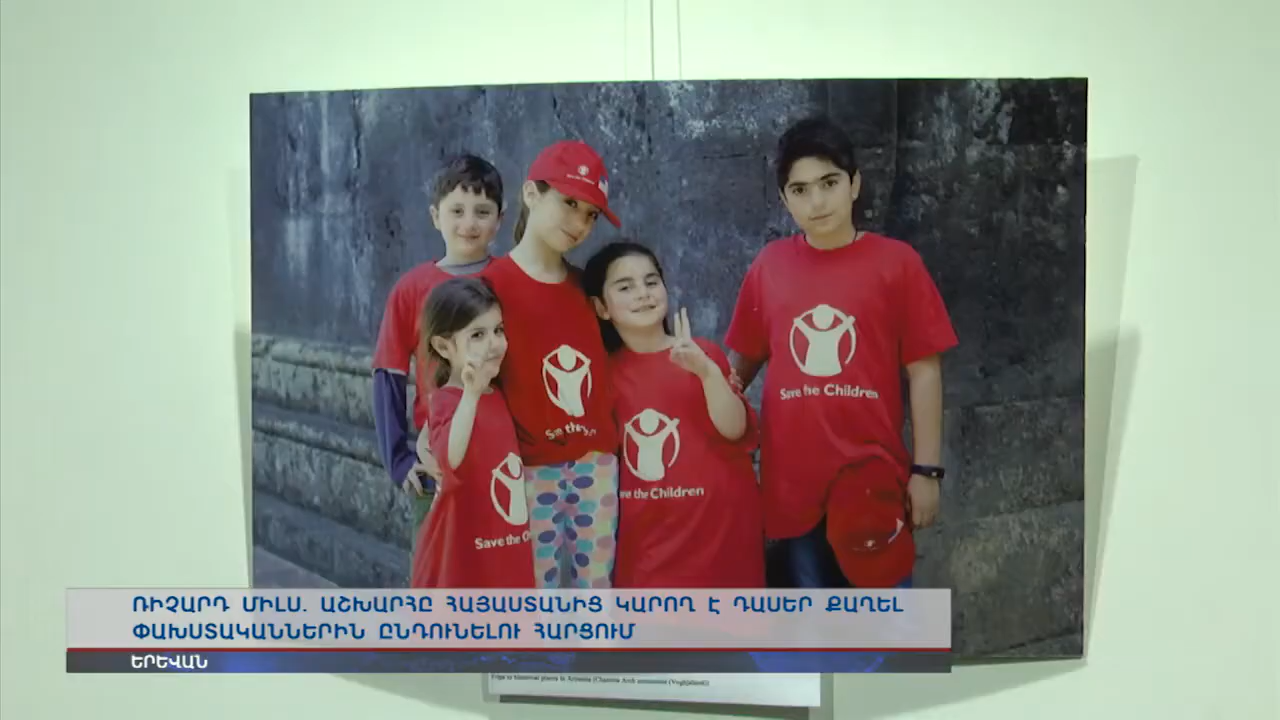 Save the Children
Save the Children
Save the
ՌԻՉԱՐԴ ՄԻԼՍ. ԱՇԽԱՐՀԸ ՀԱՅԱՍՏԱՆԻՑ ԿԱՐՈՂ Է ԴԱՍԵՐ ՔԱՂԵԼ
ՓԱԽՍՏԱԿԱՆՆԵՐԻՆ ԸՆԴՈՒՆԵԼՈՒ ՀԱՐՑՈՒՄ
ԵՐԵՎԱՆ